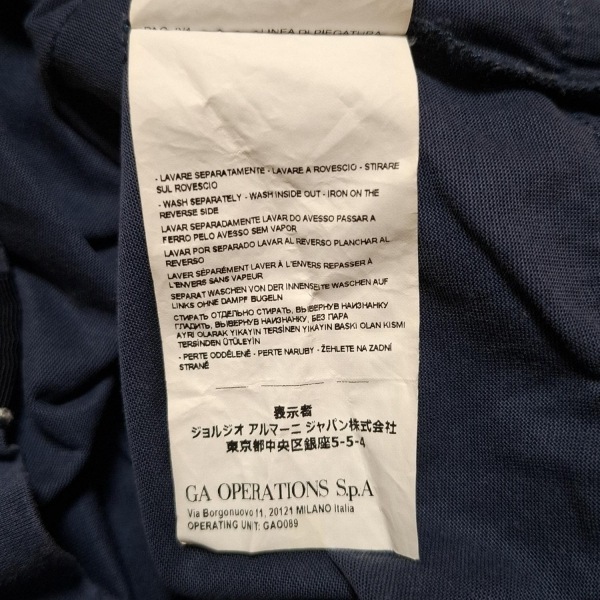 LINEA DI PIEGATURA
- LAVARE SEPARATAMENTE - LAVARE A ROVESCIO - STIRARE
SUL ROVESCIO
- WASH SEPARATELY - WASH INSIDE OUT - IRON ON THE
REVERSE SIDE
LAVAR SEPARADAMENTE LAVAR DO AVESSO PASSAR A
FERRO PELO AVESSO SEM VAPOR
LAVAR POR SEPARADO LAVAR AL REVERSO PLANCHAR AL
REVERSO
LAVER SÉPARÉMENT LAVER À L'ENVERS REPASSER À
L'ENVERS SANS VAPEUR
SEPARAT WASCHEN VON DER INNENSEITE WASCHEN AUF
LINKS OHNE DAMPF BUGELN
СТИРАТЬ ОТДЕЛЬНО СТИРАТЬ, ВЫВЕРНУВ НАИЗНАНКУ
ГЛАДИТЬ, ВЫВЕРНУВ НАИЗНАНКУ, БЕЗ ПАРА
AYRI OLARAK YIKAYIN TERSİNEN YIKAYIN BASKI OLAN KISMI
TERSİNDEN ÜTÜLEYİN
- PERTE ODDĚLENĚ - PERTE NARUBY - ŽEHLETE NA ZADNÍ
STRANĚ
表示者
ジョルジオ アルマーニ ジャパン株式会社
東京都中央区銀座5-5-4
GA OPERATIONS S.p.A
Via Borgonuovo 11, 20121 MILANO Italia
OPERATING UNIT: GAO089